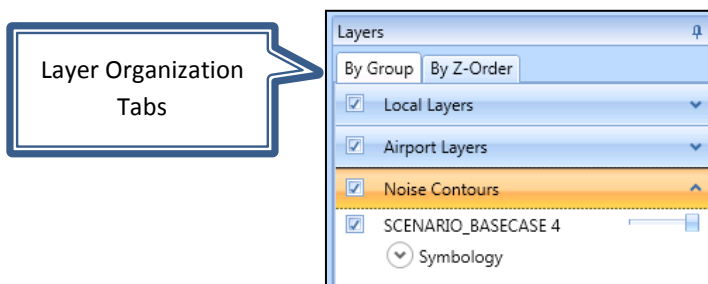 Layer Organization
Tabs
Layers
By Group By Z-Order
Local Layers
Airport Layers
Noise Contours
SCENARIO_BASECASE 4
Symbology